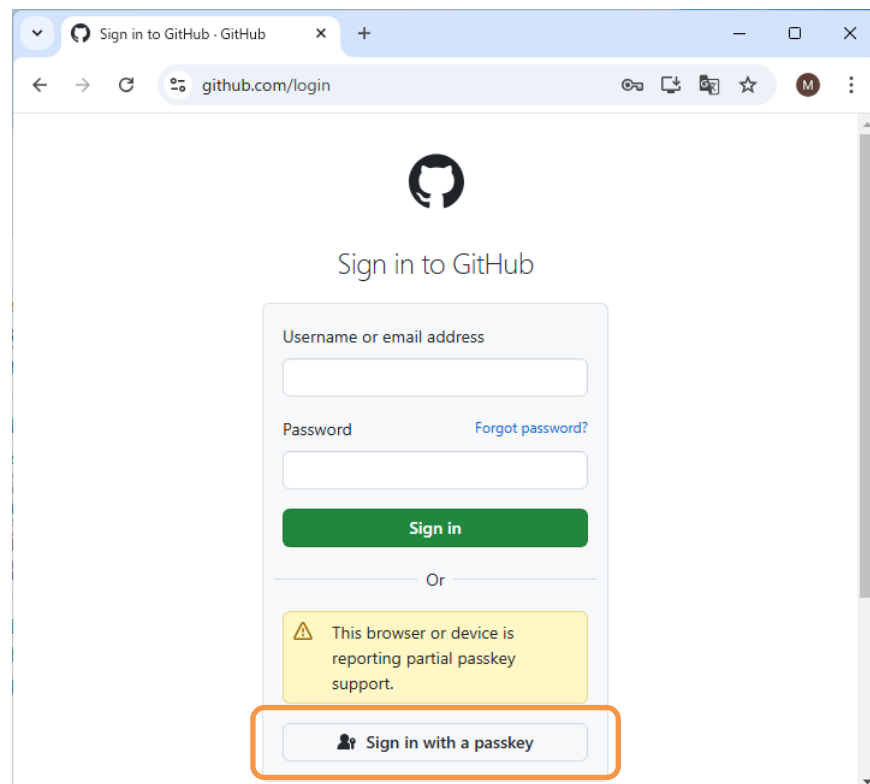 Sign in to GitHub · GitHub
github.com/login
M
Sign in to GitHub
Username or email address
Password Forgot password?
Sign in
Or
This browser or device is
reporting partial passkey
support.
Sign in with a passkey